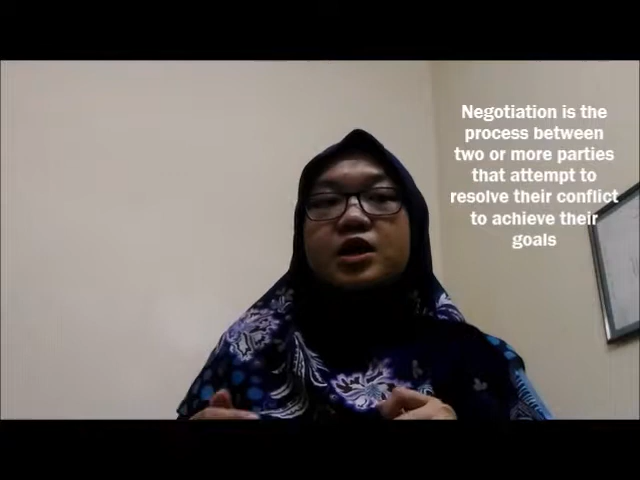 Negotiation is the
process between
two or more parties
that attempt to
resolve their conflict
to achieve their
goals